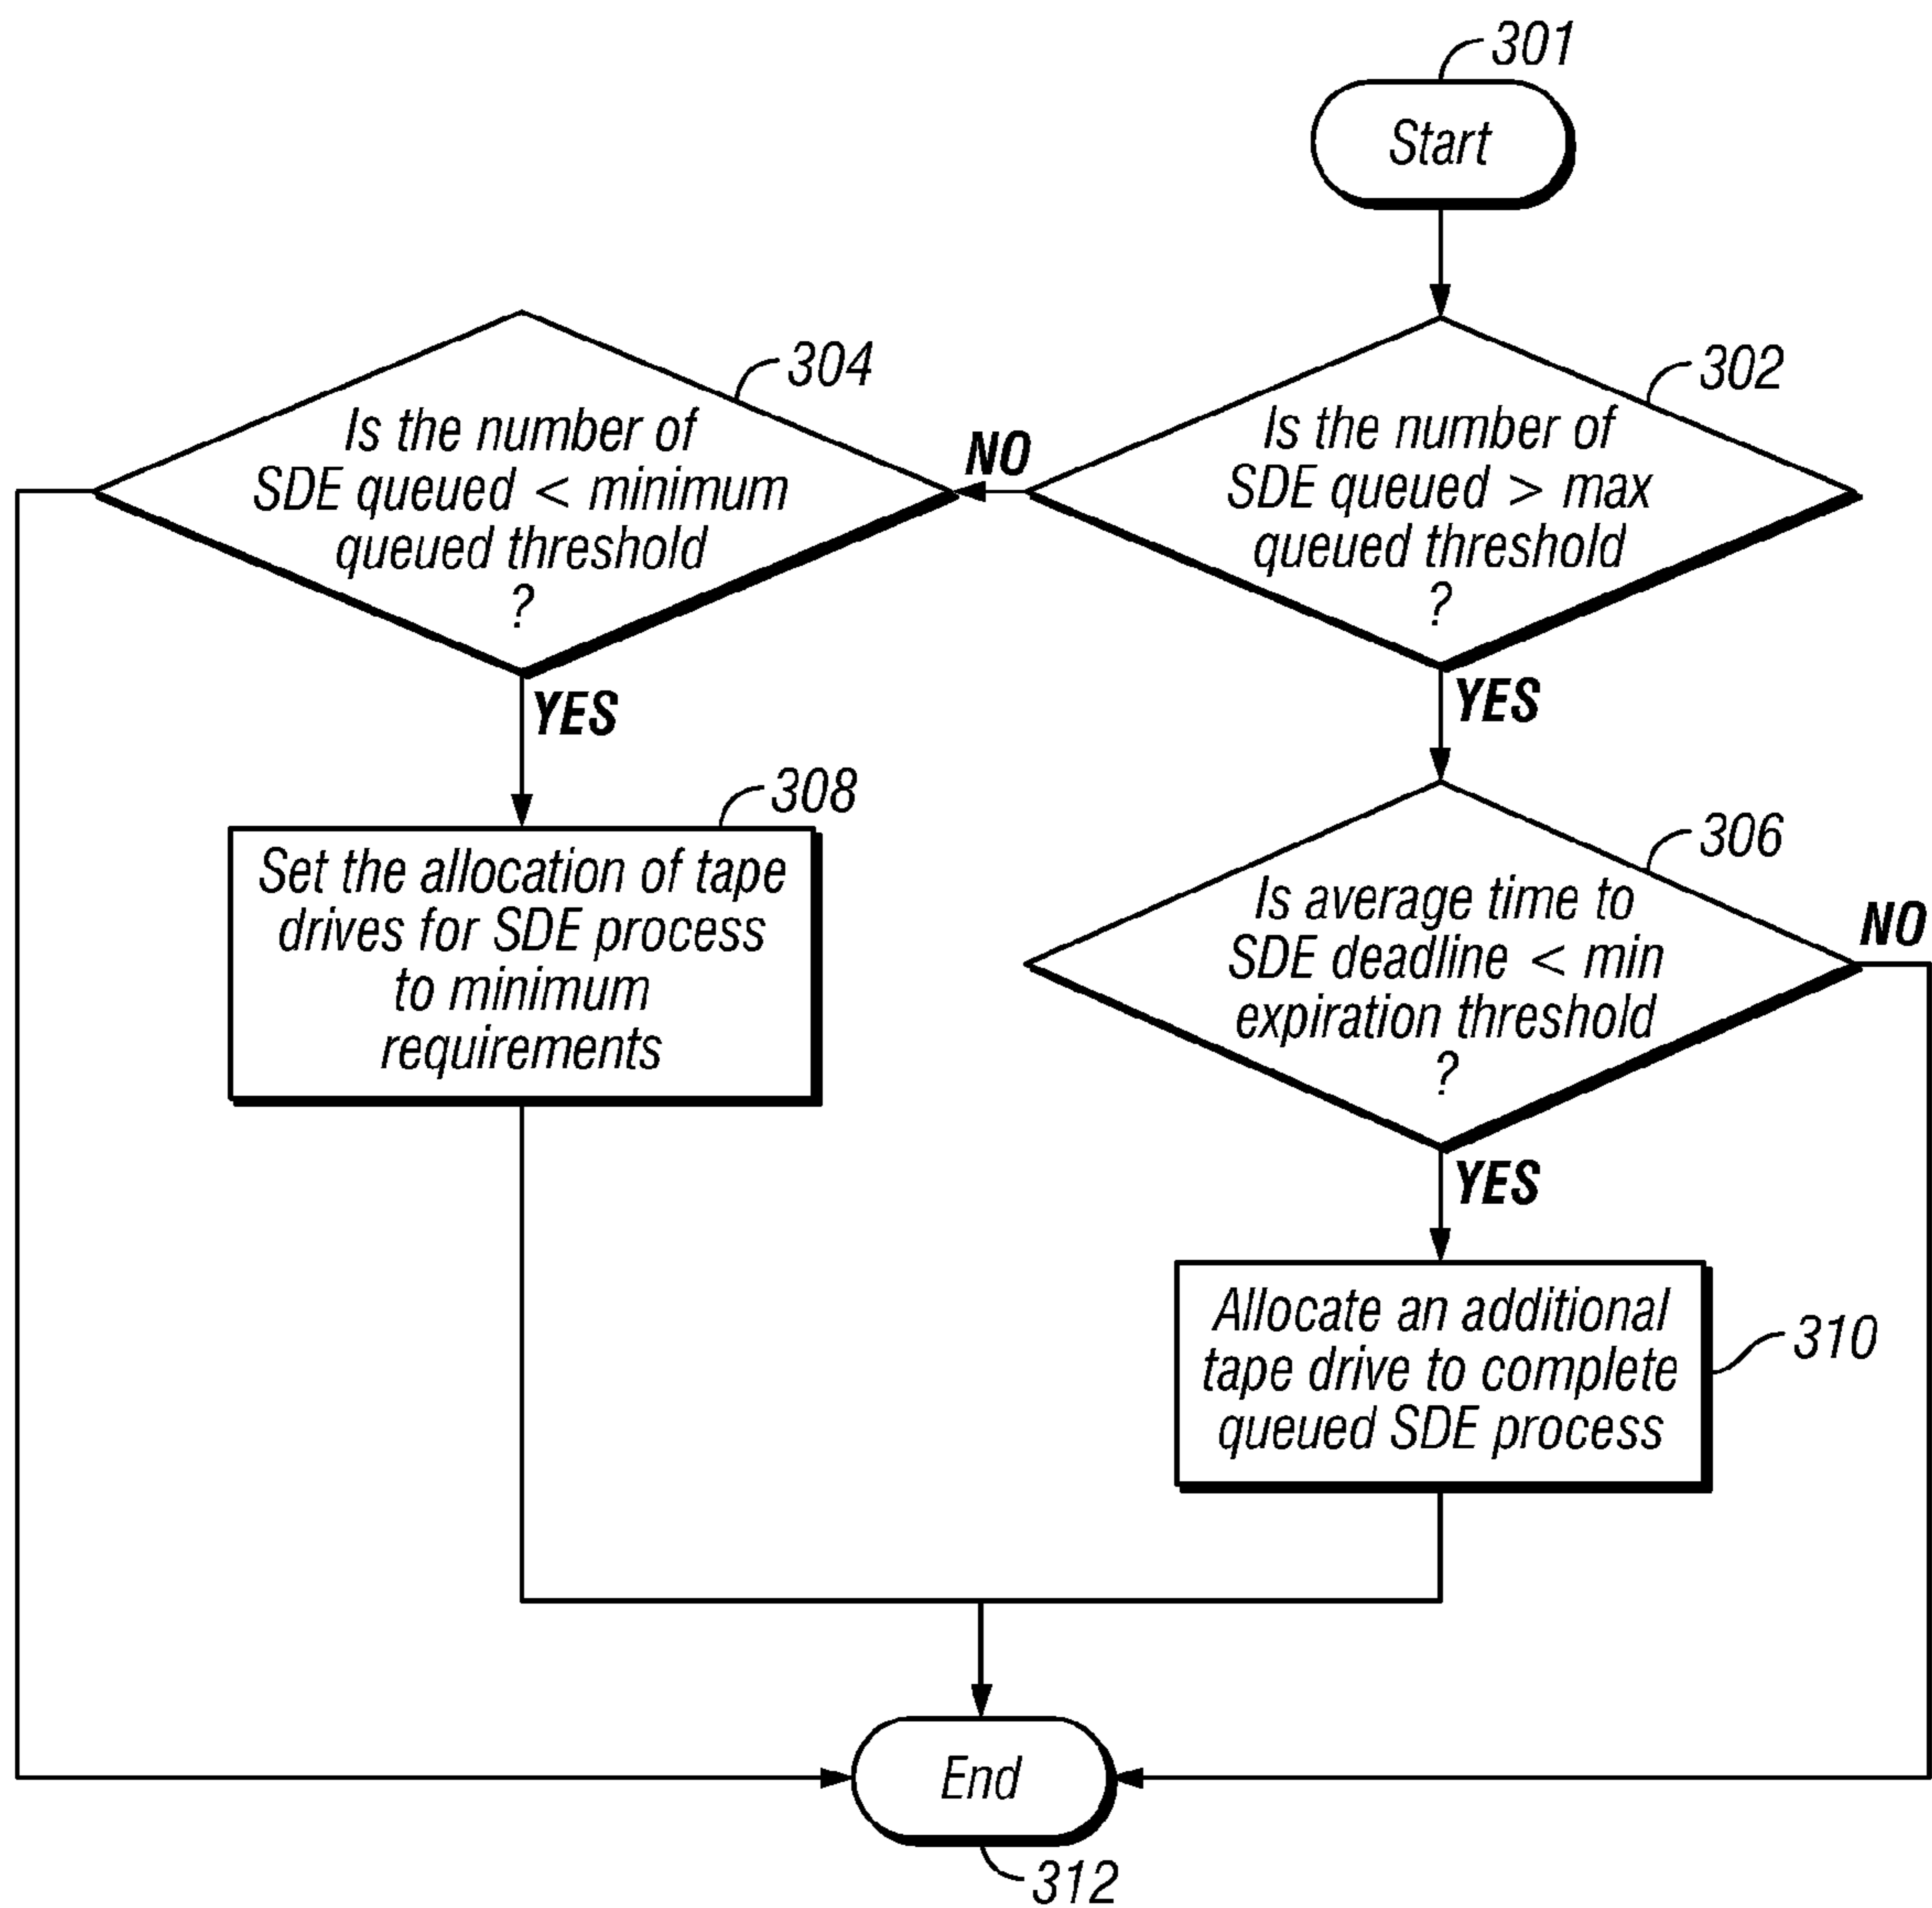 301
Start
302
Is the number of
SDE queued > max
queued threshold
?
NO
YES
304
Is the number of
SDE queued < minimum
queued threshold
?
YES
308
Set the allocation of tape
drives for SDE process
to minimum
requirements
306
Is average time to
SDE deadline < min
expiration threshold
?
NO
YES
310
Allocate an additional
tape drive to complete
queued SDE process
End
312